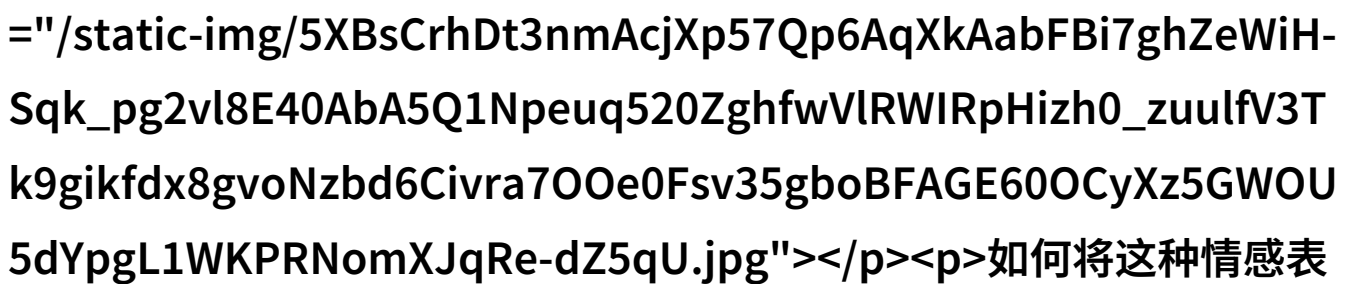 ="/static-img/5XBsCrhDt3nmAcjXp57Qp6AqXkAabFBi7ghZeWiH-
Sqk_pg2vl8E40AbA5Q1Npeuq520ZghfwVlRWIRpHizh0_zuulfV3T
k9gikfdx8gvoNzbd6Civra7OOe0Fsv35gboBFAGE60OCyXz5GWOU
5dYpgL1WKPRNomXJqRe-dZ5qU.jpg"></p><p>如何将这种情感表